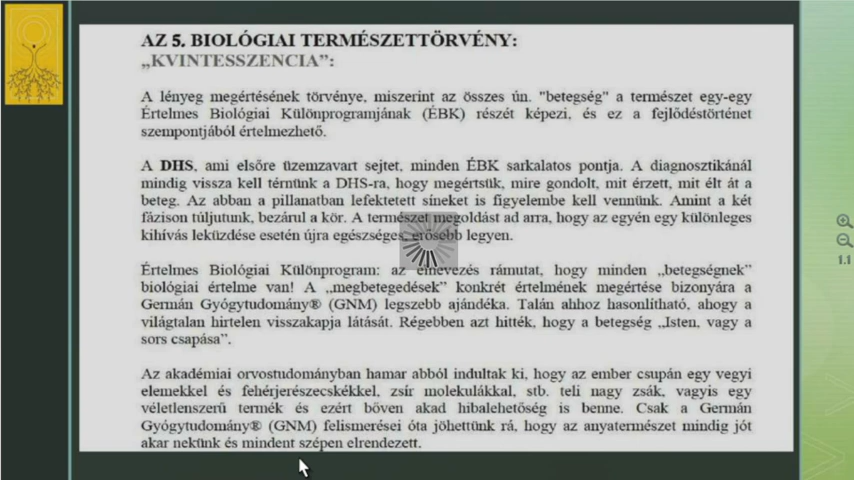 AZ 5. BIOLÓGIAI TERMÉSZETTÖRVÉNY:
„KVINTESSZENCIA”:
A lényeg megértésének törvénye, miszerint az összes ún. "betegség" a természet egy-egy
Értelmes Biológiai Különprogramjának (ÉBK) részét képezi, és ez a fejlődéstörténet
szempontjából értelmezhető.
A DHS, ami elsőre üzemzavart sejtet, minden ÉBK sarkalatos pontja. A diagnosztikánál
mindig vissza kell térnünk a DHS-ra, hogy megértsük, mire gondolt, mit érzett, mit élt át a
beteg. Az abban a pillanatban lefektetett síneket is figyelembe kell vennünk. Amint a két
fázison túljutunk, bezárul a kör. A természet megoldást ad arra, hogy az egyén egy különleges
kihívás leküzdése esetén újra egészséges, erősebb legyen.
Értelmes Biológiai Különprogram: az elnevezés rámutat, hogy minden „betegségnek”
biológiai értelme van! A „megbetegedések” konkrét értelmének megértése bizonyára a
Germán Gyógytudomány® (GNM) legszebb ajándéka. Talán ahhoz hasonlítható, ahogy a
világtalan hirtelen visszakapja látását. Régebben azt hitték, hogy a betegség „Isten, vagy a
sors csapása”.
Az akadémiai orvostudományban hamar abból indultak ki, hogy az ember csupán egy vegyi
elemekkel és fehérjerészecskékkel, zsír molekulákkal, stb. teli nagy zsák, vagyis egy
véletlenszerű termék és ezért bőven akad hibalehetőség is benne. Csak a Germán
Gyógytudomány® (GNM) felismerései óta jöhettünk rá, hogy az anyatermészet mindig jót
akar nekünk és mindent szépen elrendezett.
1.1